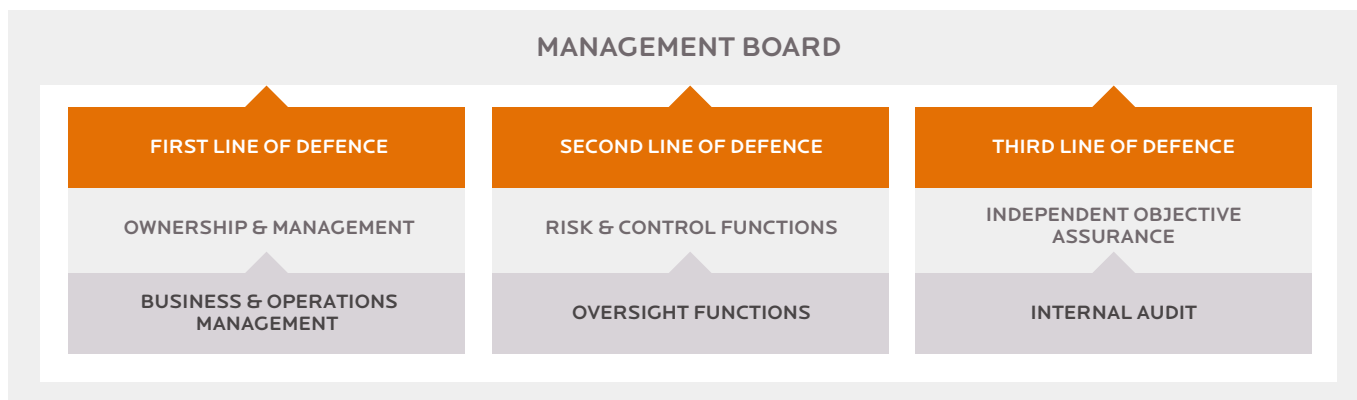 MANAGEMENT BOARD
FIRST LINE OF DEFENCE
OWNERSHIP & MANAGEMENT
BUSINESS & OPERATIONS
MANAGEMENT
SECOND LINE OF DEFENCE
RISK & CONTROL FUNCTIONS
OVERSIGHT FUNCTIONS
THIRD LINE OF DEFENCE
INDEPENDENT OBJECTIVE
ASSURANCE
INTERNAL AUDIT